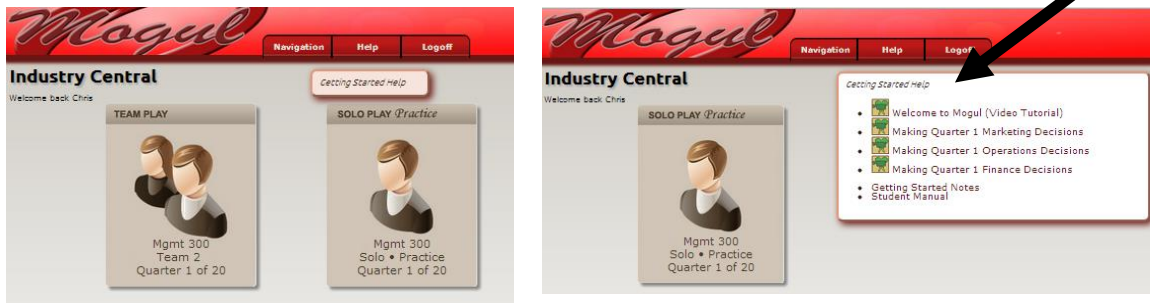 Mogul
Navigation Help Logoff
Industry Central
Welcome back Chris
Getting Started Help
TEAM PLAY
Mgmt 300
Team 2
Quarter 1 of 20
SOLO PLAY Practice
Mgmt 300
Solo • Practice
Quarter 1 of 20
Mogul
Navigation Help Logoff
Industry Central
Welcome back Chris
SOLO PLAY Practice
Mgmt 300
Solo • Practice
Quarter 1 of 20
Getting Started Help
• Welcome to Mogul (Video Tutorial)
• Making Quarter 1 Marketing Decisions
• Making Quarter 1 Operations Decisions
• Making Quarter 1 Finance Decisions
• Getting Started Notes
• Student Manual